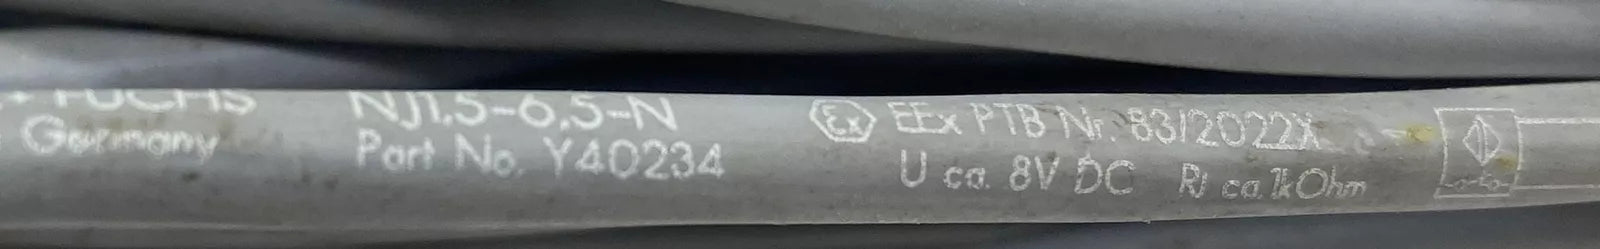 + FUCHS
Germany
NJ1,5-6,5-N
Part No. Y40234
Ex EEx PTB Nr. 83/2022X
U ca. 8V DC Ri ca.1kOhm